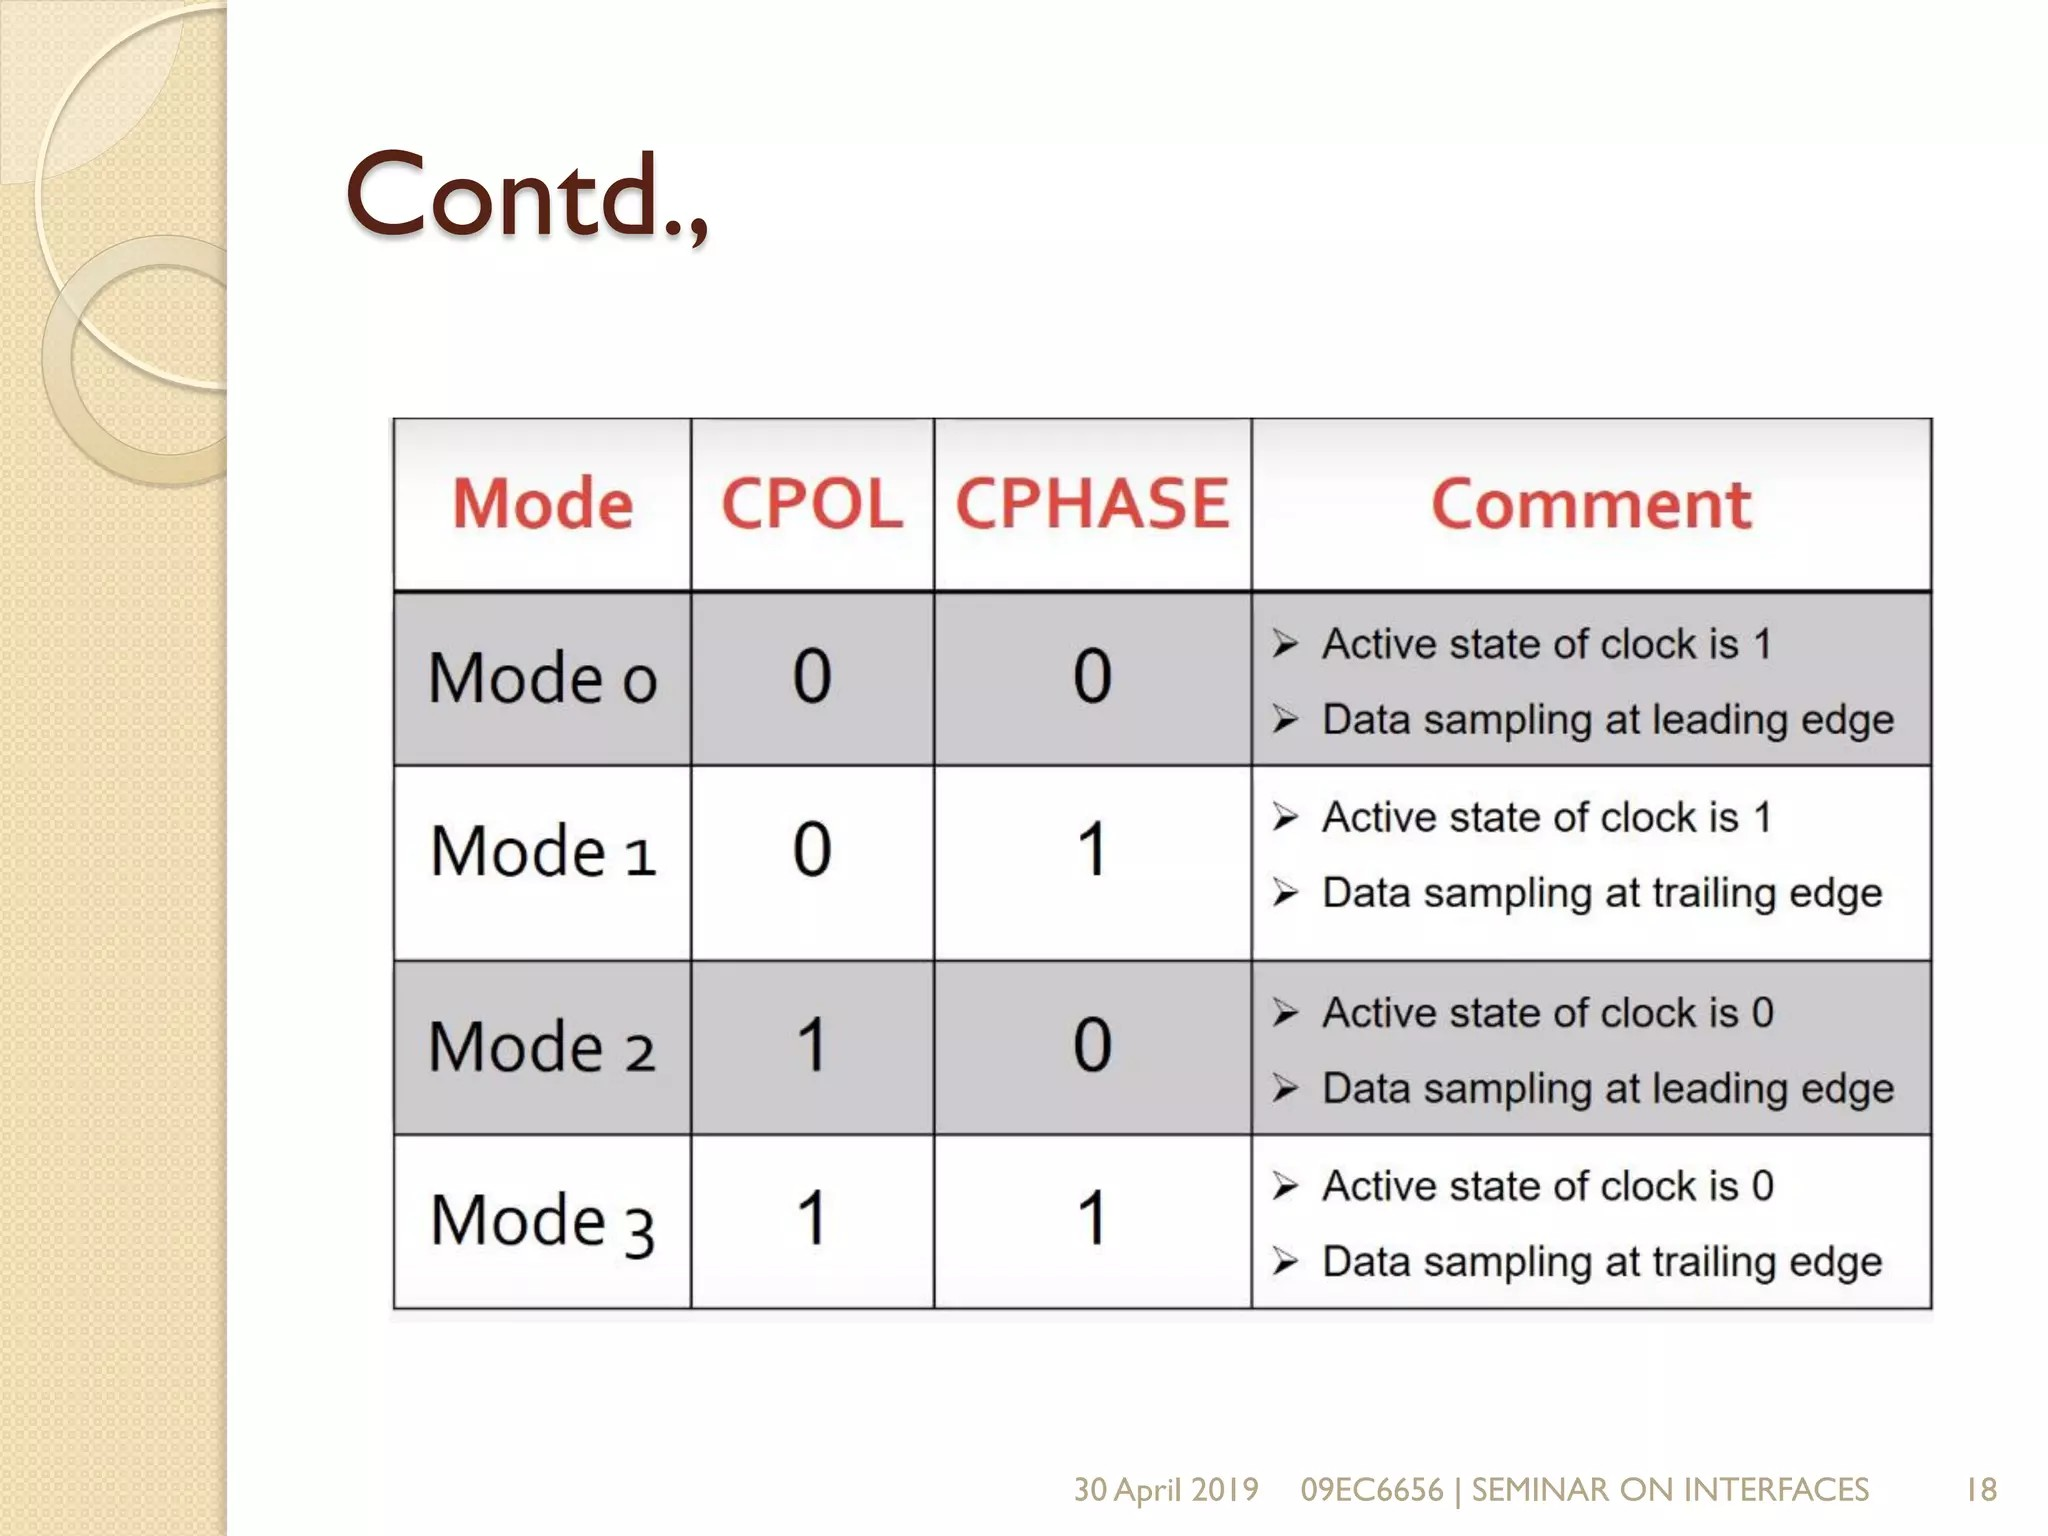 Contd.,
Mode CPOL CPHASE Comment
Mode 0 0 0
➢ Active state of clock is 1
➢ Data sampling at leading edge
Mode 1 0 1
➢ Active state of clock is 1
➢ Data sampling at trailing edge
Mode 2 1 0
➢ Active state of clock is 0
➢ Data sampling at leading edge
Mode 3 1 1
➢ Active state of clock is 0
➢ Data sampling at trailing edge
30 April 2019 09EC6656 | SEMINAR ON INTERFACES 18